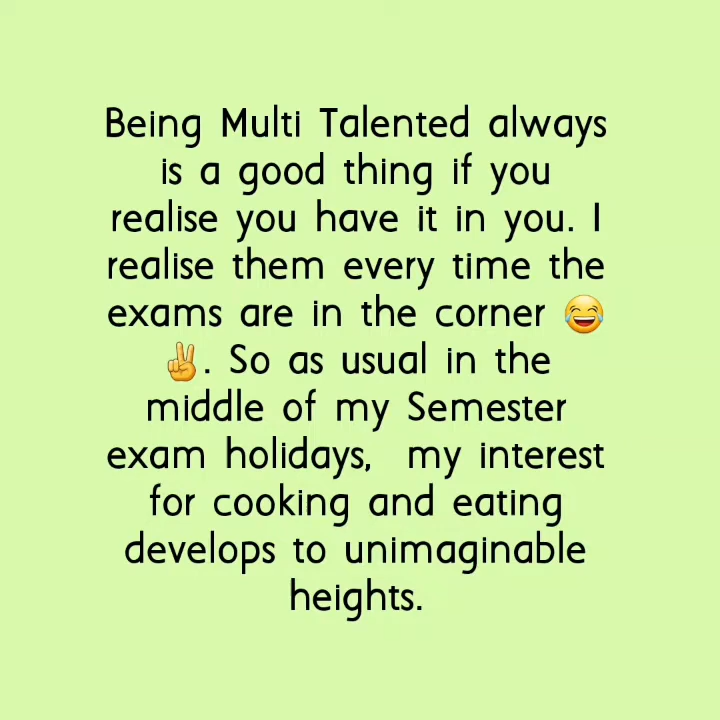 Being Multi Talented always
is a good thing if you
realise you have it in you. I
realise them every time the
exams are in the corner 😂
✌. So as usual in the
middle of my Semester
exam holidays,  my interest
for cooking and eating
develops to unimaginable
heights.